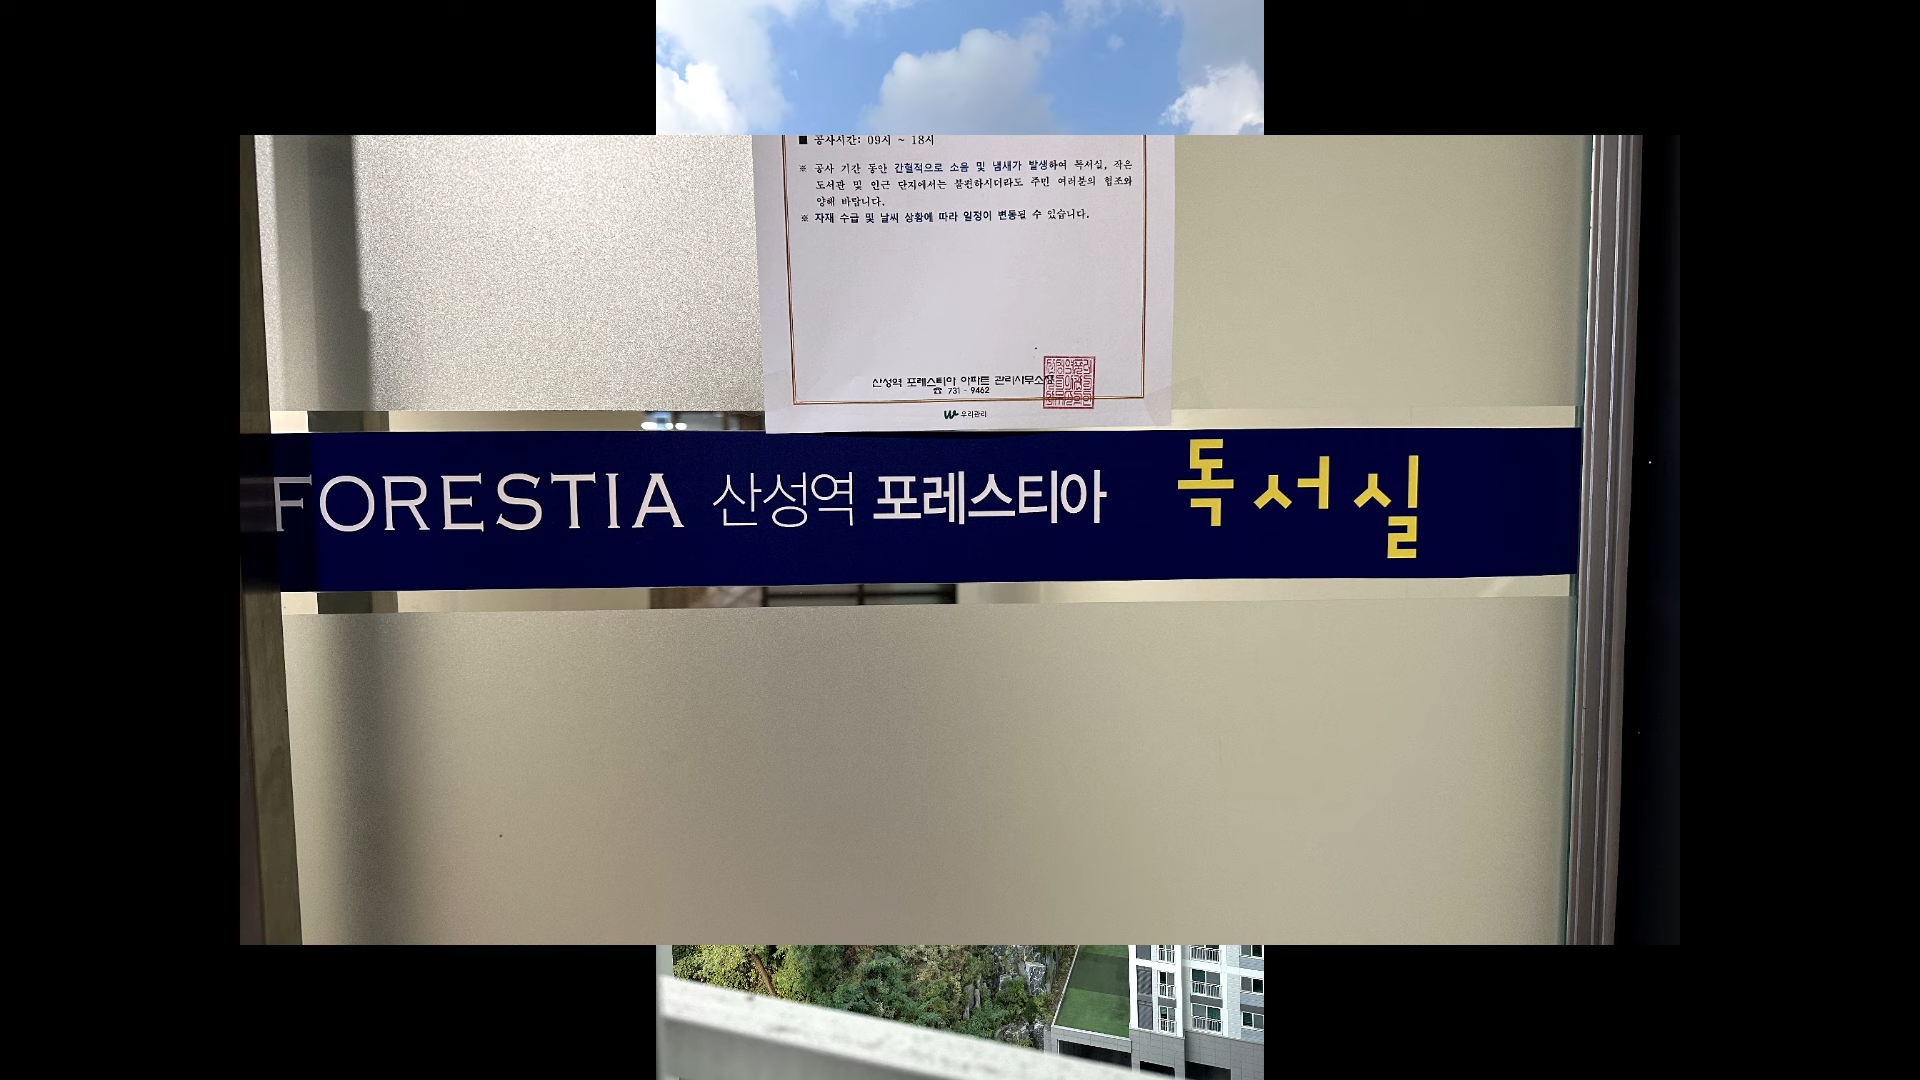 ■ 공사시간: 09시 ~ 18시
※ 공사 기간 동안 간헐적으로 소음 및 냄새가 발생하여 독서실, 작은
도서관 및 인근 단지에서는 불편하시더라도 주민 여러분의 협조와
양해 바랍니다.
※ 자재 수급 및 날씨 상황에 따라 일정이 변동될 수 있습니다.
산성역 포레스티아 아파트 관리사무소장
☎ 731 - 9462
우리관리
FORESTIA 산성역 포레스티아 독서실